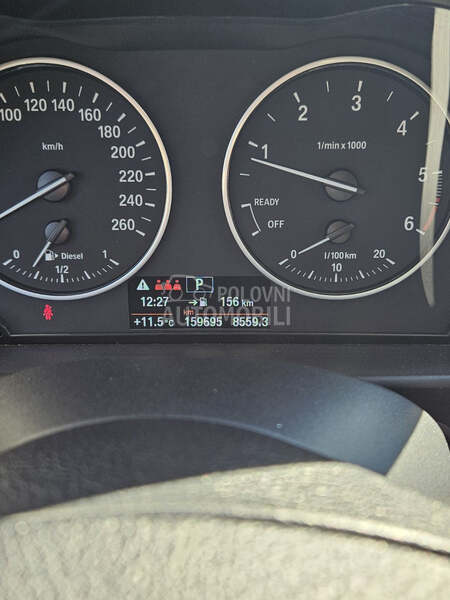 100 120 140 160 180 200 220 240 260
km/h
0 1/2 1
Diesel
1 2 3 4 5 6
1/min x 1000
READY
OFF
0 10 20
l/100 km
P
12:27 156 km
km
+11.5°C 159695 8559.3
POLOVNI
AUTOMOBILI